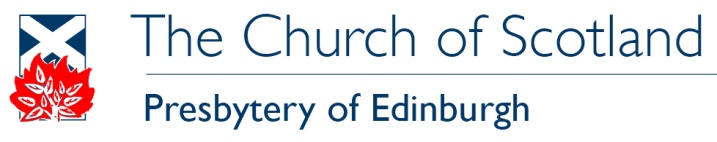 The Church of Scotland
Presbytery of Edinburgh